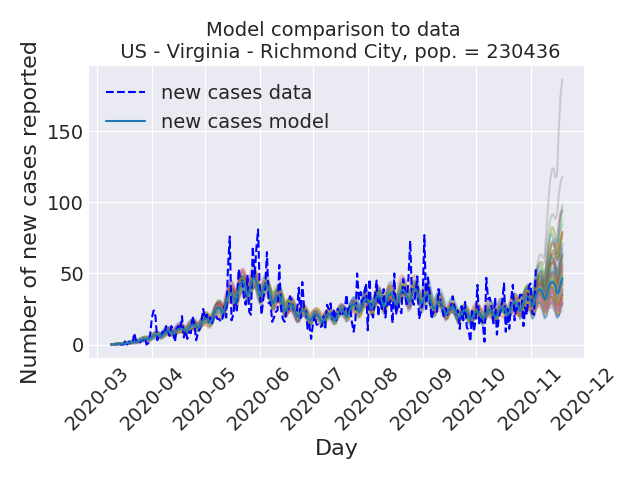 Model comparison to data
US - Virginia - Richmond City, pop. = 230436
Number of new cases reported
new cases data
new cases model
150
100
50
0
2020-03
2020-04
2020-05
2020-06
2020-07
2020-08
2020-09
2020-10
2020-11
2020-12
Day